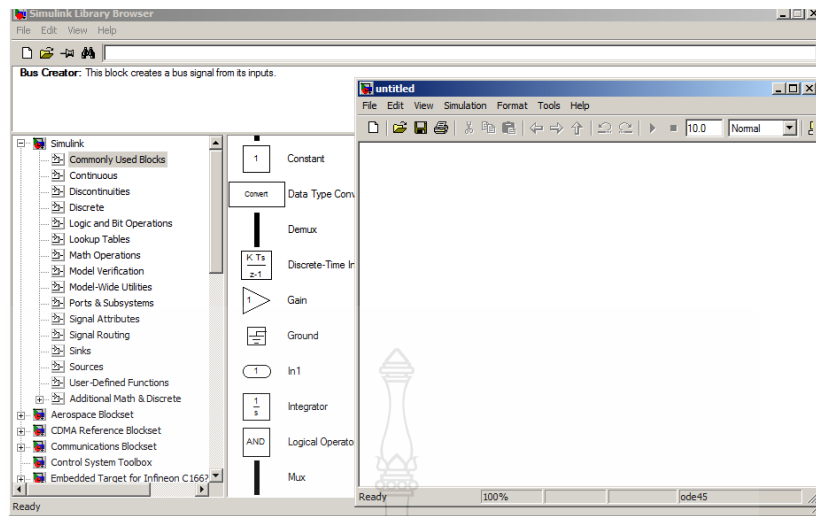 Simulink Library Browser
File Edit View Help
Bus Creator: This block creates a bus signal from its inputs.
Simulink
Commonly Used Blocks
Continuous
Discontinuities
Discrete
Logic and Bit Operations
Lookup Tables
Math Operations
Model Verification
Model-Wide Utilities
Ports & Subsystems
Signal Attributes
Signal Routing
Sinks
Sources
User-Defined Functions
Additional Math & Discrete
Aerospace Blockset
CDMA Reference Blockset
Communications Blockset
Control System Toolbox
Embedded Target for Infineon C166?
Ready
1 Constant
Convert Data Type Conv
Demux
K Ts
z-1
Discrete-Time In
1 Gain
Ground
1 In1
1
s
Integrator
AND Logical Operato
Mux
untitled
File Edit View Simulation Format Tools Help
10.0 Normal
Ready 100% ode45